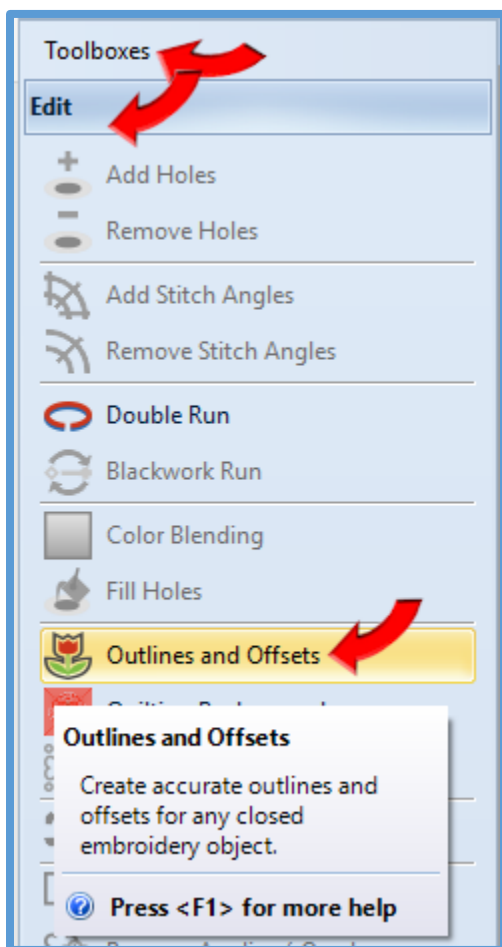 Toolboxes
Edit
Add Holes
Remove Holes
Add Stitch Angles
Remove Stitch Angles
Double Run
Blackwork Run
Color Blending
Fill Holes
Outlines and Offsets
Outlines and Offsets
Create accurate outlines and
offsets for any closed
embroidery object.
Press <F1> for more help